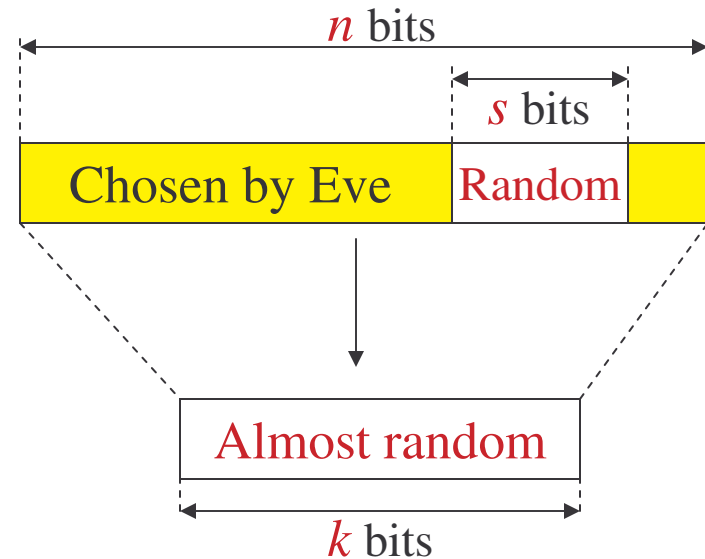 n bits
s bits
Chosen by Eve Random
Almost random
k bits